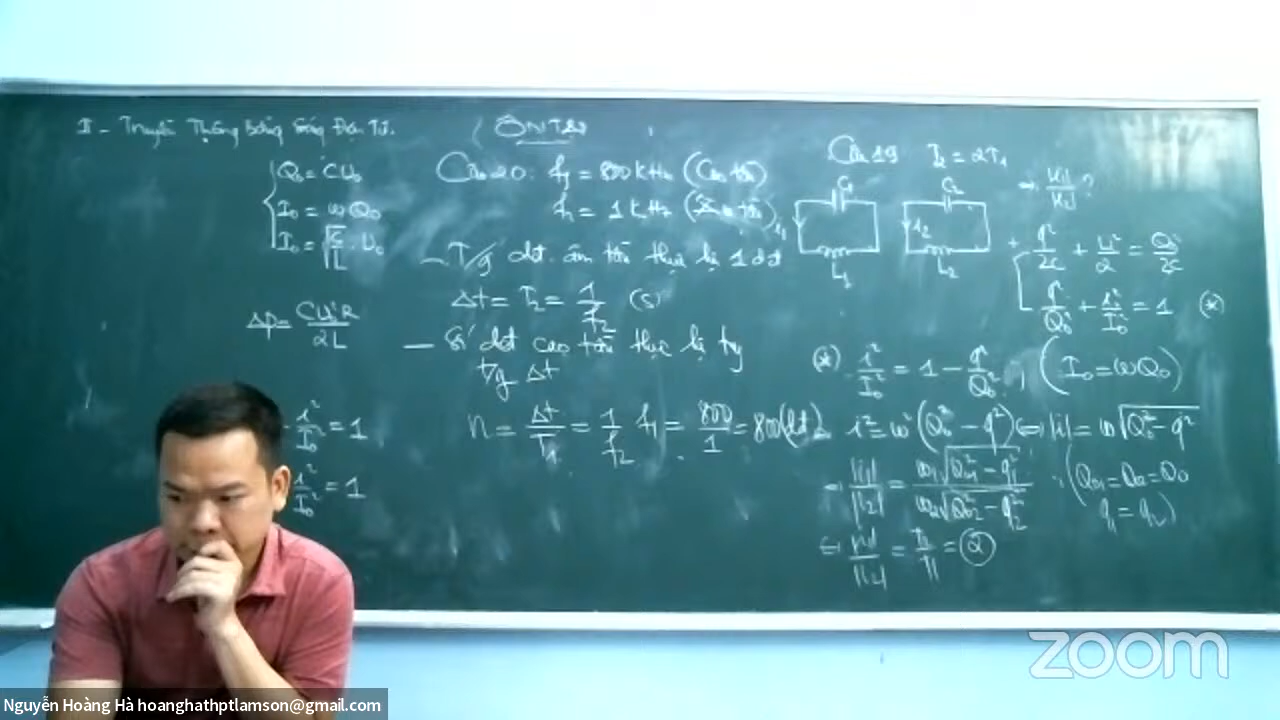 II - Truyền Thông Bằng Sóng Điện Từ.
ÔN TẬP
Q₀ = CU₀
I₀ = ωQ₀
I₀ = √(C/L) . U₀
ΔP = CU₀²R / 2L
i²/I₀² = 1
i²/I₀² = 1
Câu 20: f₁ = 800 kHz (Cao tần)
f₂ = 1 kHz (Âm tần)
- T/g dđ âm tần thực hiện 1 dđ
Δt = T₂ = 1/f₂ (s)
- Số dđ cao tần thực hiện trg
t/g Δt
n = Δt/T₁ = 1/f₂ . f₁ = 800/1 = 800 (dđ)
Câu 19 T₂ = 2T₁
⇒ |i₁|/|i₂| ?
C₁ C₂
i₁ i₂
L₁ L₂
+ q²/2C + Li²/2 = Q₀²/2C
q²/Q₀² + i²/I₀² = 1 (*)
(*) i²/I₀² = 1 - q²/Q₀², (I₀ = ωQ₀)
i² = ω²(Q₀² - q²) ⇔ |i| = ω√(Q₀² - q²)
⇒ |i₁|/|i₂| = ω₁√(Q₀₁² - q₁²) / ω₂√(Q₀₂² - q₂²) (Q₀₁ = Q₀₂ = Q₀
q₁ = q₂)
⇔ |i₁|/|i₂| = T₂/T₁ = 2
zoom
Nguyễn Hoàng Hà hoanghathptlamson@gmail.com